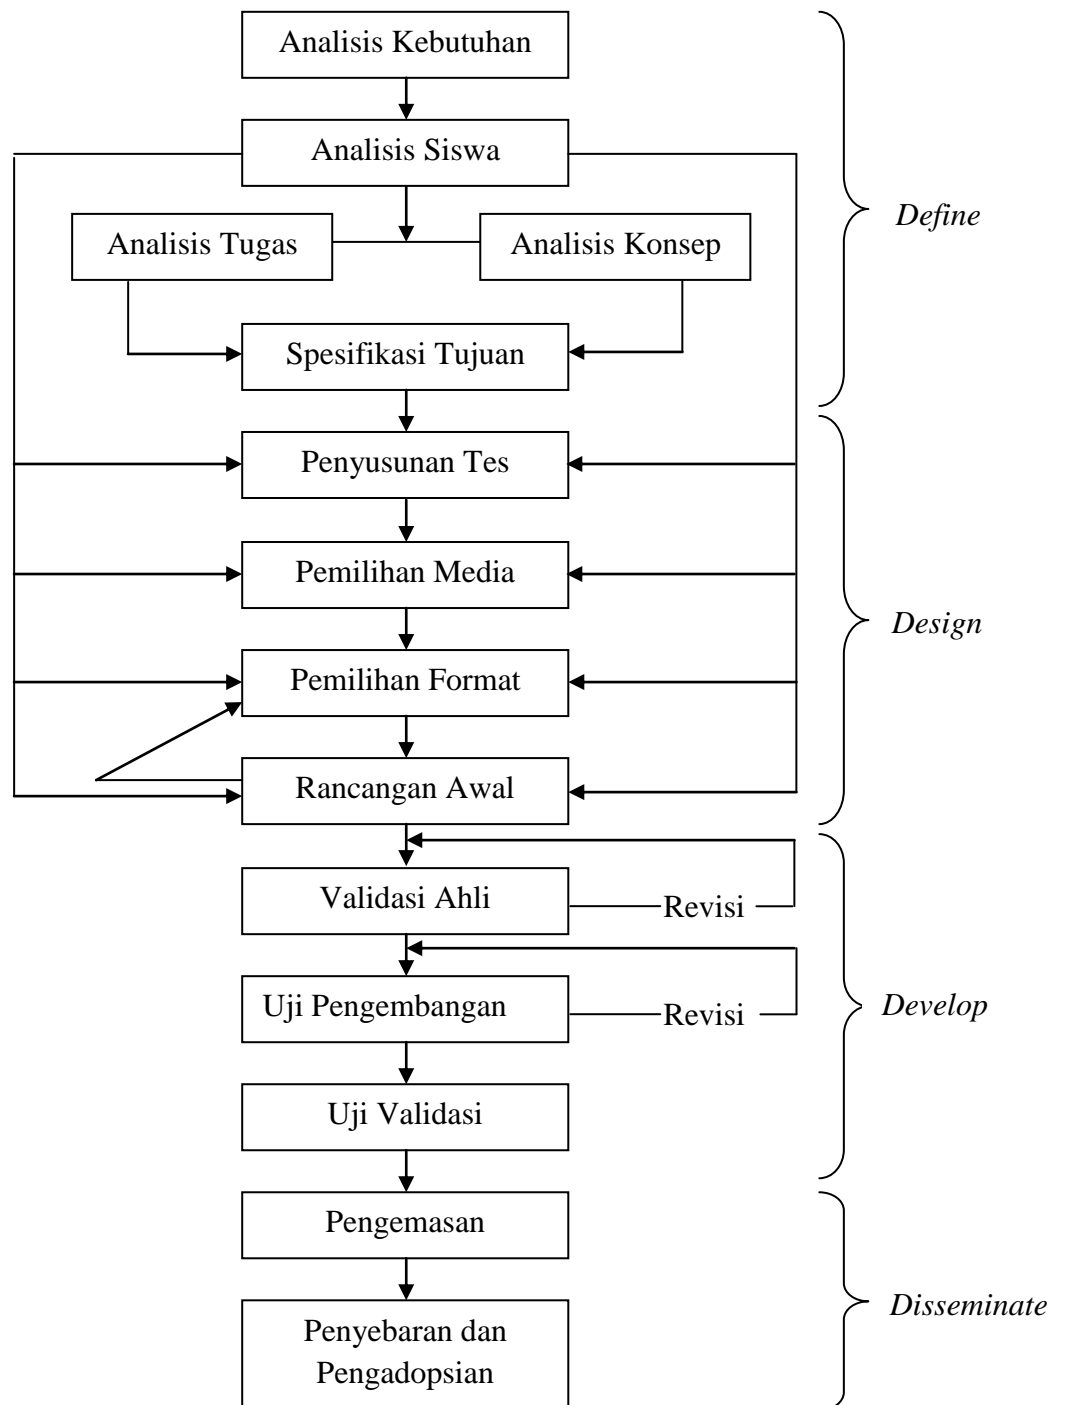 Analisis Kebutuhan
Analisis Siswa
Define
Analisis Tugas
Analisis Konsep
Spesifikasi Tujuan
Penyusunan Tes
Pemilihan Media
Design
Pemilihan Format
Rancangan Awal
Validasi Ahli
Revisi
Uji Pengembangan
Revisi
Develop
Uji Validasi
Pengemasan
Disseminate
Penyebaran dan
Pengadopsian